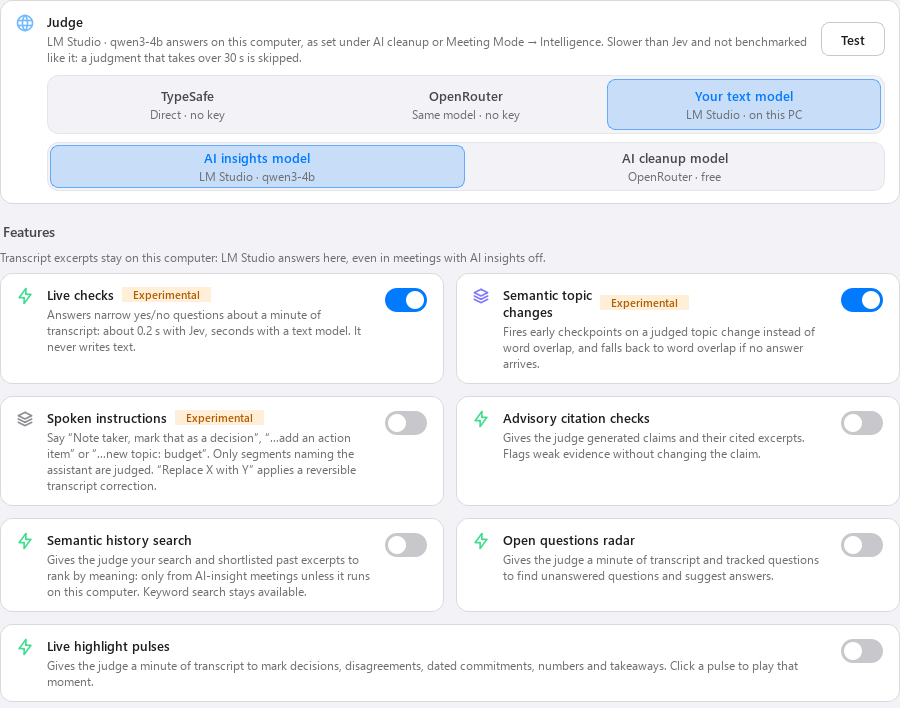 Judge
LM Studio · qwen3-4b answers on this computer, as set under AI cleanup or Meeting Mode → Intelligence. Slower than Jev and not benchmarked
like it: a judgment that takes over 30 s is skipped.
Test
TypeSafe
Direct · no key
OpenRouter
Same model · no key
Your text model
LM Studio · on this PC
AI insights model
LM Studio · qwen3-4b
AI cleanup model
OpenRouter · free
Features
Transcript excerpts stay on this computer: LM Studio answers here, even in meetings with AI insights off.
Live checks Experimental
Answers narrow yes/no questions about a minute of
transcript: about 0.2 s with Jev, seconds with a text model. It
never writes text.
Semantic topic
changes
Experimental
Fires early checkpoints on a judged topic change instead of
word overlap, and falls back to word overlap if no answer
arrives.
Spoken instructions Experimental
Say “Note taker, mark that as a decision”, “…add an action
item” or “…new topic: budget”. Only segments naming the
assistant are judged. “Replace X with Y” applies a reversible
transcript correction.
Advisory citation checks
Gives the judge generated claims and their cited excerpts.
Flags weak evidence without changing the claim.
Semantic history search
Gives the judge your search and shortlisted past excerpts to
rank by meaning: only from AI-insight meetings unless it runs
on this computer. Keyword search stays available.
Open questions radar
Gives the judge a minute of transcript and tracked questions
to find unanswered questions and suggest answers.
Live highlight pulses
Gives the judge a minute of transcript to mark decisions, disagreements, dated commitments, numbers and takeaways. Click a pulse to play that
moment.